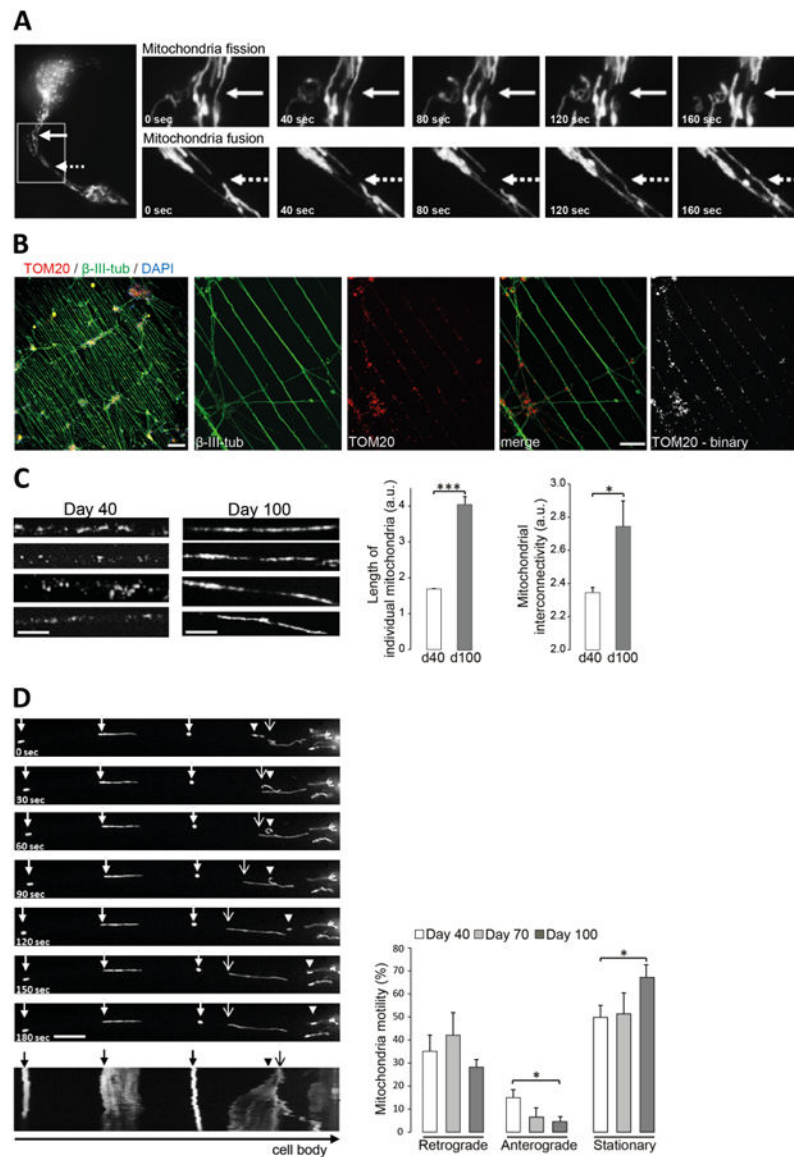 A
Mitochondria fission
0 sec
40 sec
80 sec
120 sec
160 sec
Mitochondria fusion
0 sec
40 sec
80 sec
120 sec
160 sec
B
TOM20 / β-III-tub / DAPI
β-III-tub
TOM20
merge
TOM20 - binary
C
Day 40
Day 100
Length of
individual mitochondria (a.u.)
4
2
1
0
***
d40
d100
Mitochondrial
interconnectivity (a.u.)
3.0
2.8
2.6
2.4
2.2
2.0
*
d40
d100
D
0 sec
30 sec
60 sec
90 sec
120 sec
150 sec
180 sec
cell body
Day 40 Day 70 Day 100
Mitochondria motility (%)
80
70
60
50
40
30
20
10
0
*
*
Retrograde
Anterograde
Stationary